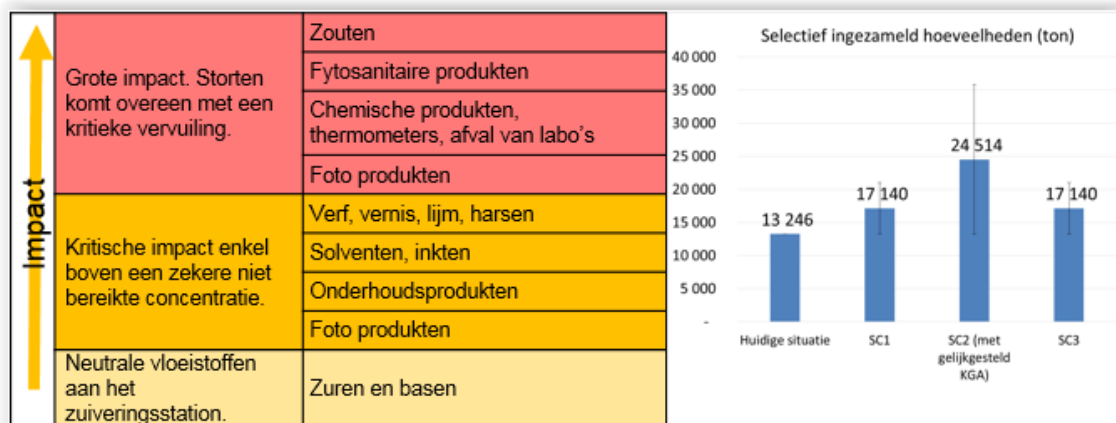 Impact
Grote impact. Storten
komt overeen met een
kritieke vervuiling.
Zouten
Fytosanitaire produkten
Chemische produkten,
thermometers, afval van labo's
Foto produkten
Kritische impact enkel
boven een zekere niet
bereikte concentratie.
Verf, vernis, lijm, harsen
Solventen, inkten
Onderhoudsprodukten
Foto produkten
Neutrale vloeistoffen
aan het
zuiveringsstation.
Zuren en basen
Selectief ingezameld hoeveelheden (ton)
40 000
35 000
30 000
25 000
20 000
15 000
10 000
5 000
-
13 246
17 140
24 514
17 140
Huidige situatie
SC1
SC2 (met
gelijkgesteld
KGA)
SC3